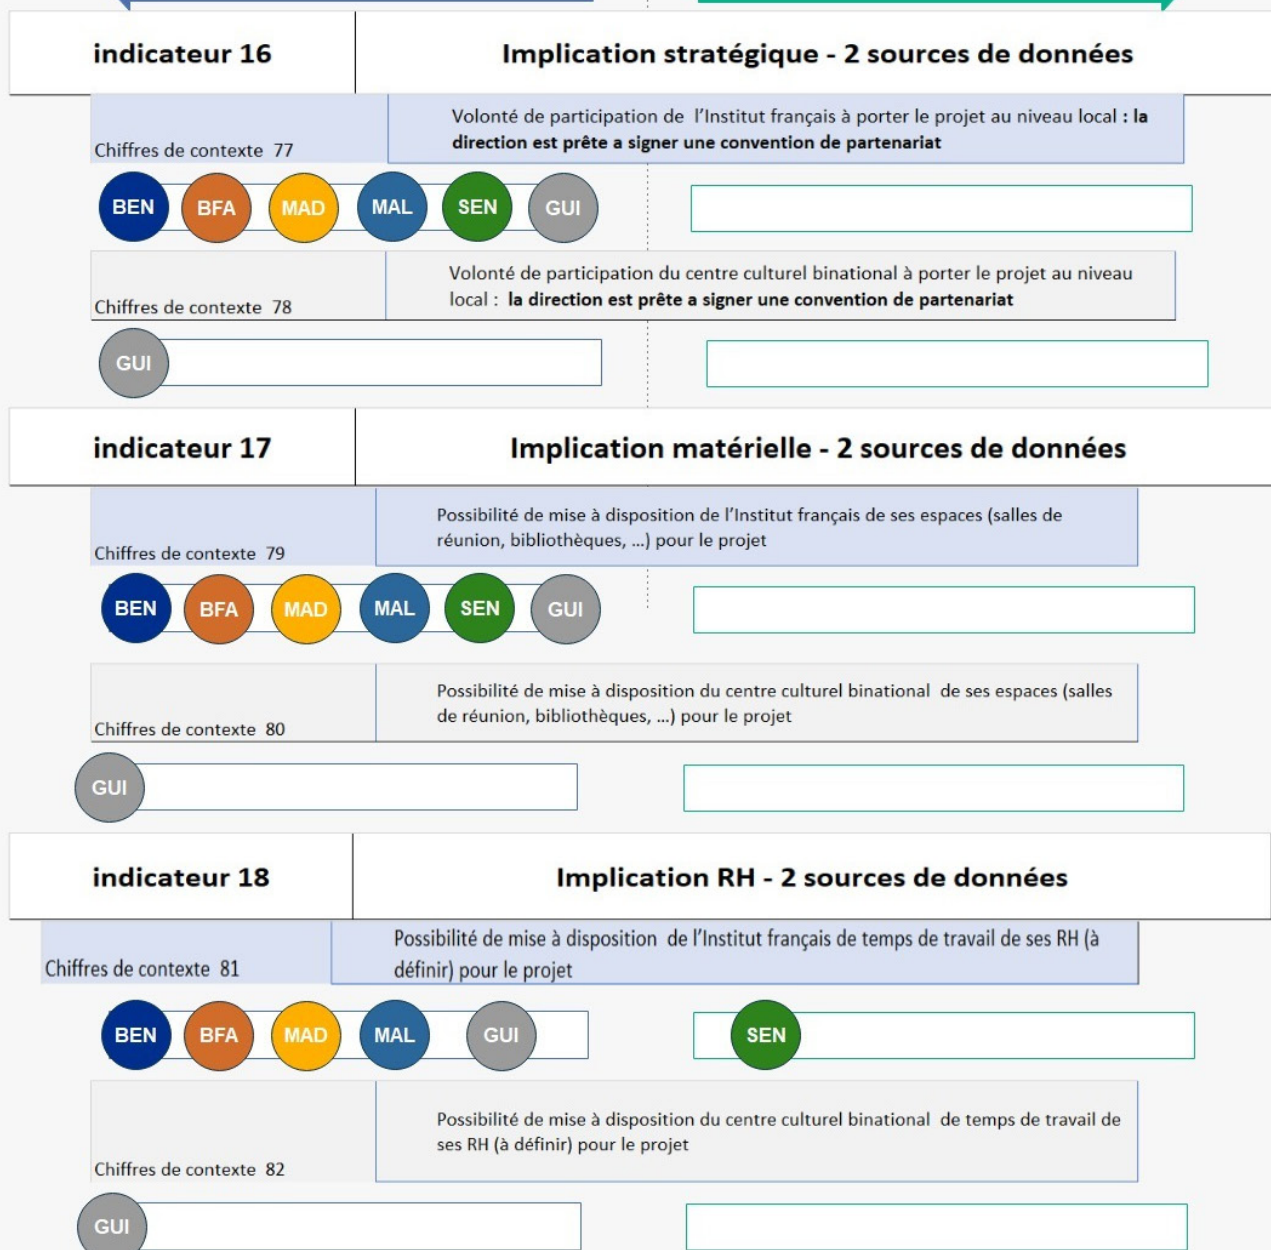 indicateur 16
Implication stratégique - 2 sources de données
Chiffres de contexte 77
Volonté de participation de l'Institut français à porter le projet au niveau local : la
direction est prête a signer une convention de partenariat
BEN BFA MAD MAL SEN GUI
Chiffres de contexte 78
Volonté de participation du centre culturel binational à porter le projet au niveau
local : la direction est prête a signer une convention de partenariat
GUI
indicateur 17
Implication matérielle - 2 sources de données
Chiffres de contexte 79
Possibilité de mise à disposition de l'Institut français de ses espaces (salles de
réunion, bibliothèques, ...) pour le projet
BEN BFA MAD MAL SEN GUI
Chiffres de contexte 80
Possibilité de mise à disposition du centre culturel binational de ses espaces (salles
de réunion, bibliothèques, ...) pour le projet
GUI
indicateur 18
Implication RH - 2 sources de données
Chiffres de contexte 81
Possibilité de mise à disposition de l'Institut français de temps de travail de ses RH (à
définir) pour le projet
BEN BFA MAD MAL GUI SEN
Chiffres de contexte 82
Possibilité de mise à disposition du centre culturel binational de temps de travail de
ses RH (à définir) pour le projet
GUI